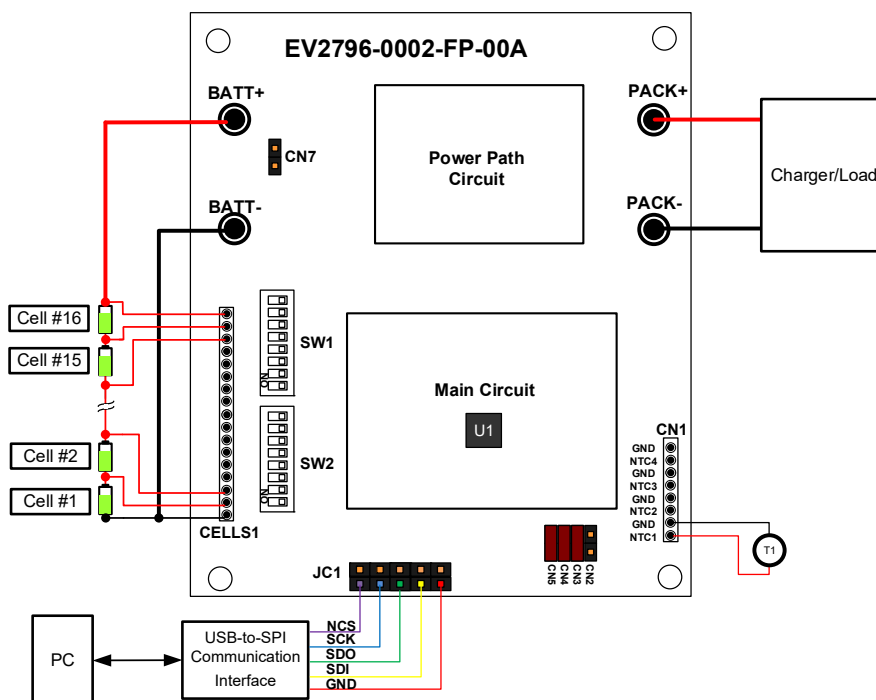 EV2796-0002-FP-00A
BATT+
PACK+
CN7
Power Path
Circuit
Charger/Load
BATT-
PACK-
Cell #16
Cell #15
SW1
ON
Main Circuit
U1
Cell #2
Cell #1
SW2
ON
CELLS1
CN1
GND
NTC4
GND
NTC3
GND
NTC2
GND
NTC1
T1
CN5
CN4
CN3
CN2
JC1
NCS
SCK
SDO
SDI
GND
PC
USB-to-SPI
Communication
Interface